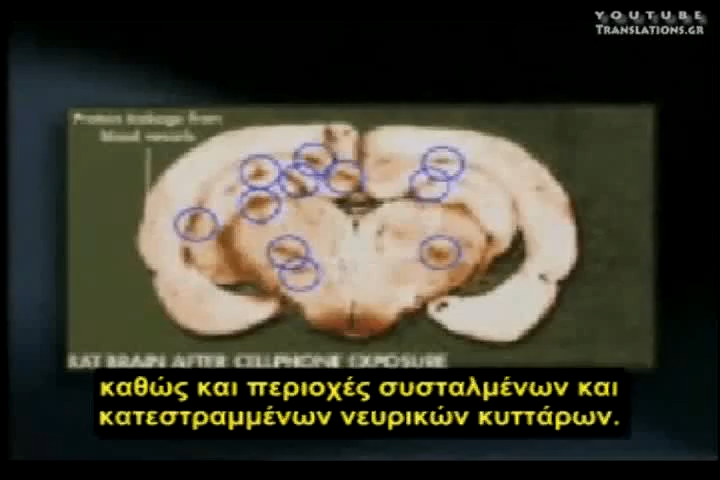 YOUTUBE
TRANSLATIONS.GR
Protein leakage from
blood vessels
RAT BRAIN AFTER CELLPHONE EXPOSURE
καθώς και περιοχές συσταλμένων και
κατεστραμμένων νευρικών κυττάρων.